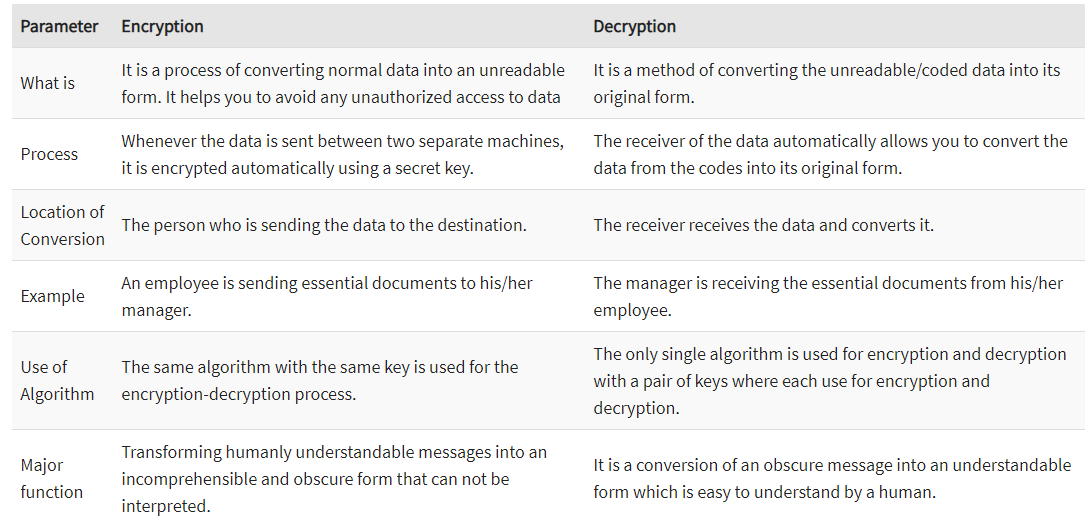 Parameter Encryption Decryption
What is
It is a process of converting normal data into an unreadable
form. It helps you to avoid any unauthorized access to data
It is a method of converting the unreadable/coded data into its
original form.
Process
Whenever the data is sent between two separate machines,
it is encrypted automatically using a secret key.
The receiver of the data automatically allows you to convert the
data from the codes into its original form.
Location of
Conversion
The person who is sending the data to the destination.
The receiver receives the data and converts it.
Example
An employee is sending essential documents to his/her
manager.
The manager is receiving the essential documents from his/her
employee.
Use of
Algorithm
The same algorithm with the same key is used for the
encryption-decryption process.
The only single algorithm is used for encryption and decryption
with a pair of keys where each use for encryption and
decryption.
Major
function
Transforming humanly understandable messages into an
incomprehensible and obscure form that can not be
interpreted.
It is a conversion of an obscure message into an understandable
form which is easy to understand by a human.